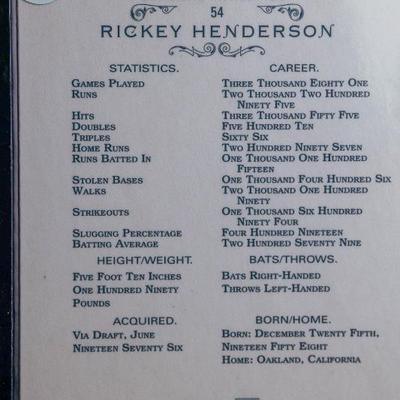 54
RICKEY HENDERSON
STATISTICS. CAREER.
GAMES PLAYED THREE THOUSAND EIGHTY ONE
RUNS TWO THOUSAND TWO HUNDRED
NINETY FIVE
HITS THREE THOUSAND FIFTY FIVE
DOUBLES FIVE HUNDRED TEN
TRIPLES SIXTY SIX
HOME RUNS TWO HUNDRED NINETY SEVEN
RUNS BATTED IN ONE THOUSAND ONE HUNDRED
FIFTEEN
STOLEN BASES ONE THOUSAND FOUR HUNDRED SIX
WALKS TWO THOUSAND ONE HUNDRED
NINETY
STRIKEOUTS ONE THOUSAND SIX HUNDRED
NINETY FOUR
SLUGGING PERCENTAGE FOUR HUNDRED NINETEEN
BATTING AVERAGE TWO HUNDRED SEVENTY NINE
HEIGHT/WEIGHT. BATS/THROWS.
FIVE FOOT TEN INCHES BATS RIGHT-HANDED
ONE HUNDRED NINETY THROWS LEFT-HANDED
POUNDS
ACQUIRED. BORN/HOME.
VIA DRAFT, JUNE BORN: DECEMBER TWENTY FIFTH,
NINETEEN SEVENTY SIX NINETEEN FIFTY EIGHT
HOME: OAKLAND, CALIFORNIA